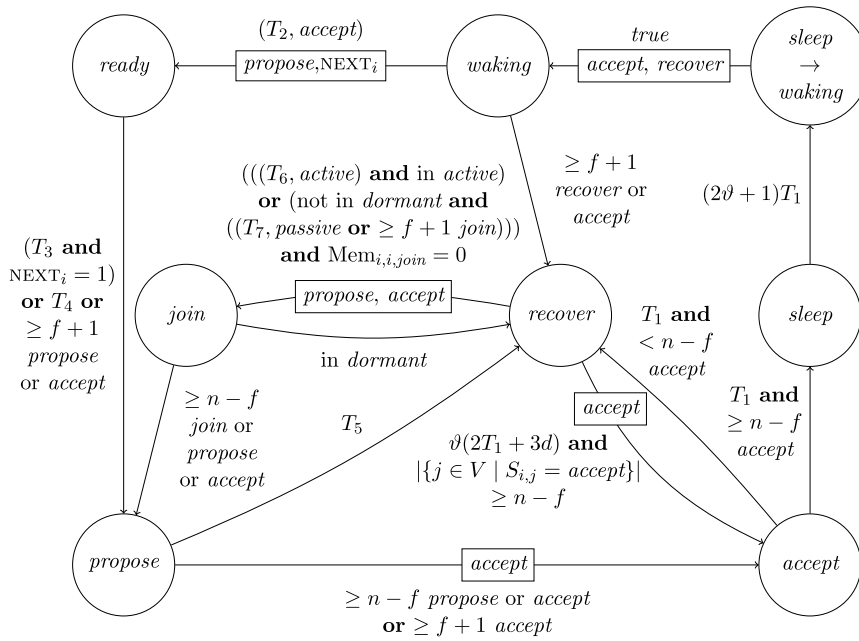 (T₂, accept)
true
ready
propose,NEXTᵢ
waking
accept, recover
sleep
→
waking
(((T₆, active) and in active)
or (not in dormant and
((T₇, passive or ≥ f + 1 join)))
and Memᵢ,ᵢ,join = 0
≥ f + 1
recover or
accept
(2ϑ + 1)T₁
(T₃ and
NEXTᵢ = 1)
or T₄ or
≥ f + 1
propose
or accept
join
propose, accept
recover
in dormant
T₁ and
< n − f
accept
sleep
≥ n − f
join or
propose
or accept
T₅
accept
ϑ(2T₁ + 3d) and
|{j ∈ V | Sᵢ,ⱼ = accept}|
≥ n − f
T₁ and
≥ n − f
accept
propose
accept
accept
≥ n − f propose or accept
or ≥ f + 1 accept